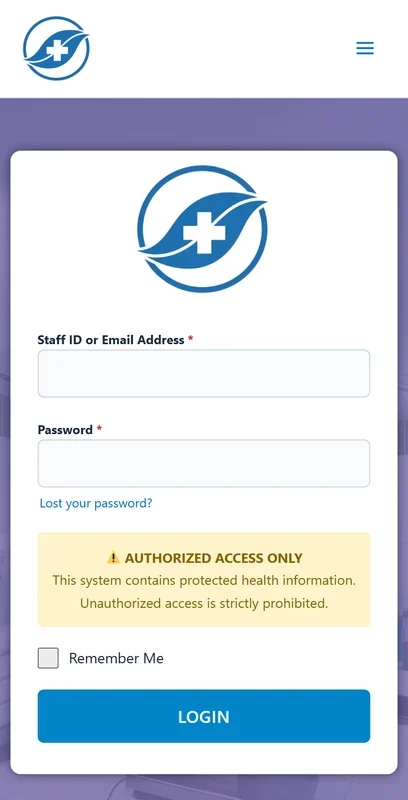 Staff ID or Email Address *
Password *
Lost your password?
⚠️ AUTHORIZED ACCESS ONLY
This system contains protected health information.
Unauthorized access is strictly prohibited.
Remember Me
LOGIN